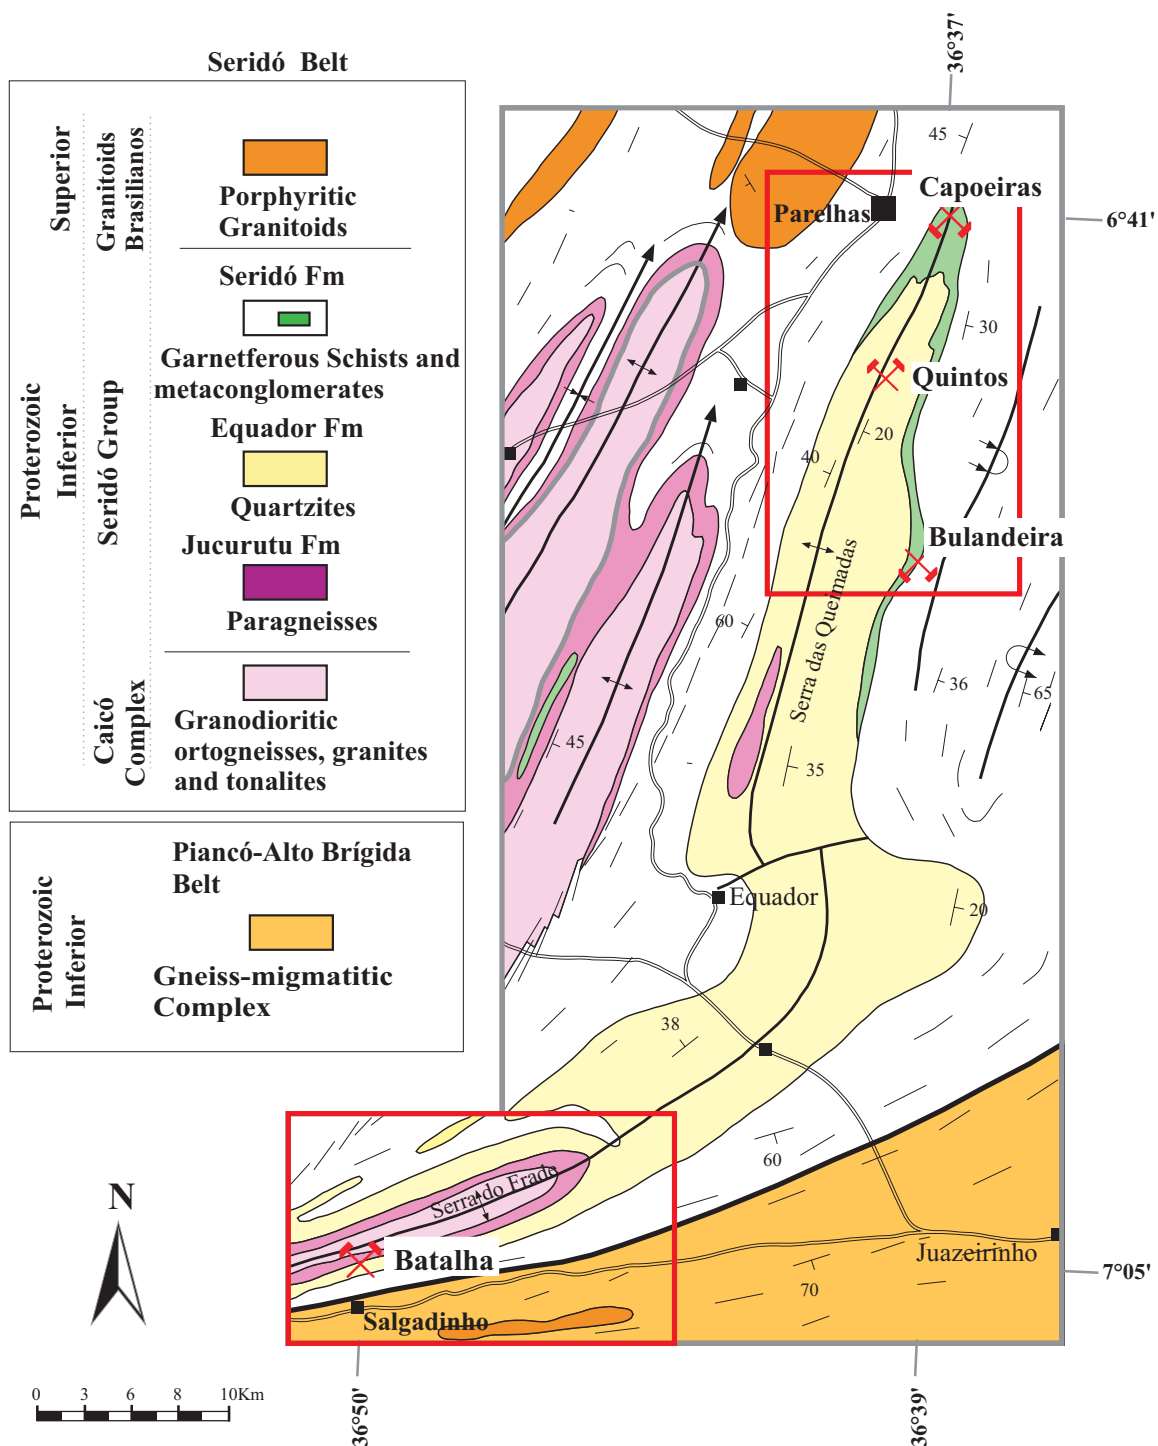 Seridó Belt
Superior
Granitoids
Brasilianos
Porphyritic
Granitoids
Proterozoic
Inferior
Seridó Group
Seridó Fm
Garnetferous Schists and
metaconglomerates
Equador Fm
Quartzites
Jucurutu Fm
Paragneisses
Caicó
Complex
Granodioritic
ortogneisses, granites
and tonalites
Proterozoic
Inferior
Piancó-Alto Brígida
Belt
Gneiss-migmatitic
Complex
N
0 3 6 8 10Km
36°37'
45
Capoeiras
Parelhas
6°41'
30
Quintos
20
40
Bulandeira
Serra das Queimadas
60
36
65
45
35
Equador
20
38
60
Serra do Frade
Batalha
Juazeirinho
7°05'
70
Salgadinho
36°50'
36°39'